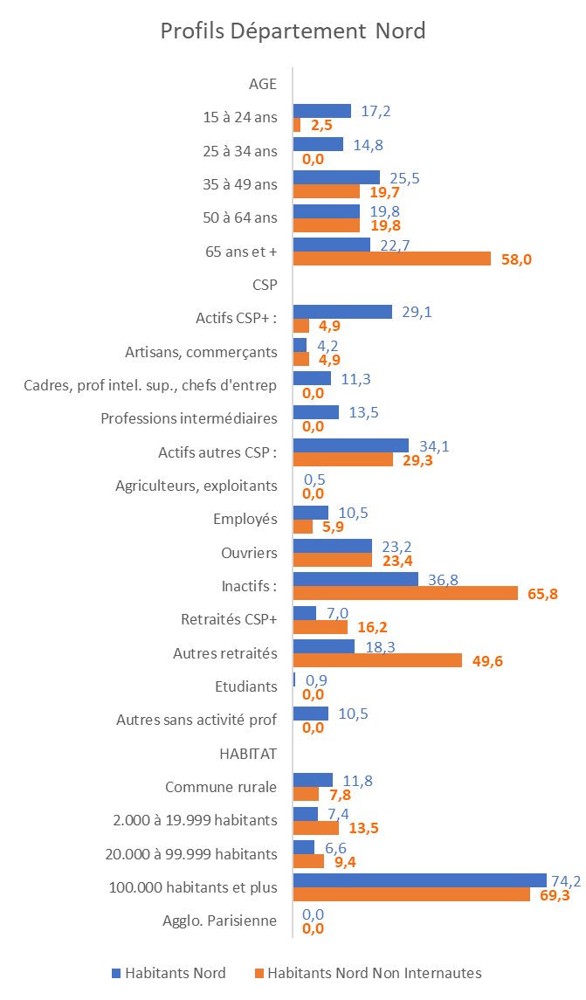 Profils Département Nord
AGE
15 à 24 ans 17,2
2,5
25 à 34 ans 14,8
0,0
35 à 49 ans 25,5
19,7
50 à 64 ans 19,8
19,8
65 ans et + 22,7
58,0
CSP
Actifs CSP+ : 29,1
4,9
Artisans, commerçants 4,2
4,9
Cadres, prof intel. sup., chefs d'entrep 11,3
0,0
Professions intermédiaires 13,5
0,0
Actifs autres CSP : 34,1
29,3
Agriculteurs, exploitants 0,5
0,0
Employés 10,5
5,9
Ouvriers 23,2
23,4
Inactifs : 36,8
65,8
Retraités CSP+ 7,0
16,2
Autres retraités 18,3
49,6
Etudiants 0,9
0,0
Autres sans activité prof 10,5
0,0
HABITAT
Commune rurale 11,8
7,8
2.000 à 19.999 habitants 7,4
13,5
20.000 à 99.999 habitants 6,6
9,4
100.000 habitants et plus 74,2
69,3
Agglo. Parisienne 0,0
0,0
Habitants Nord Habitants Nord Non Internautes